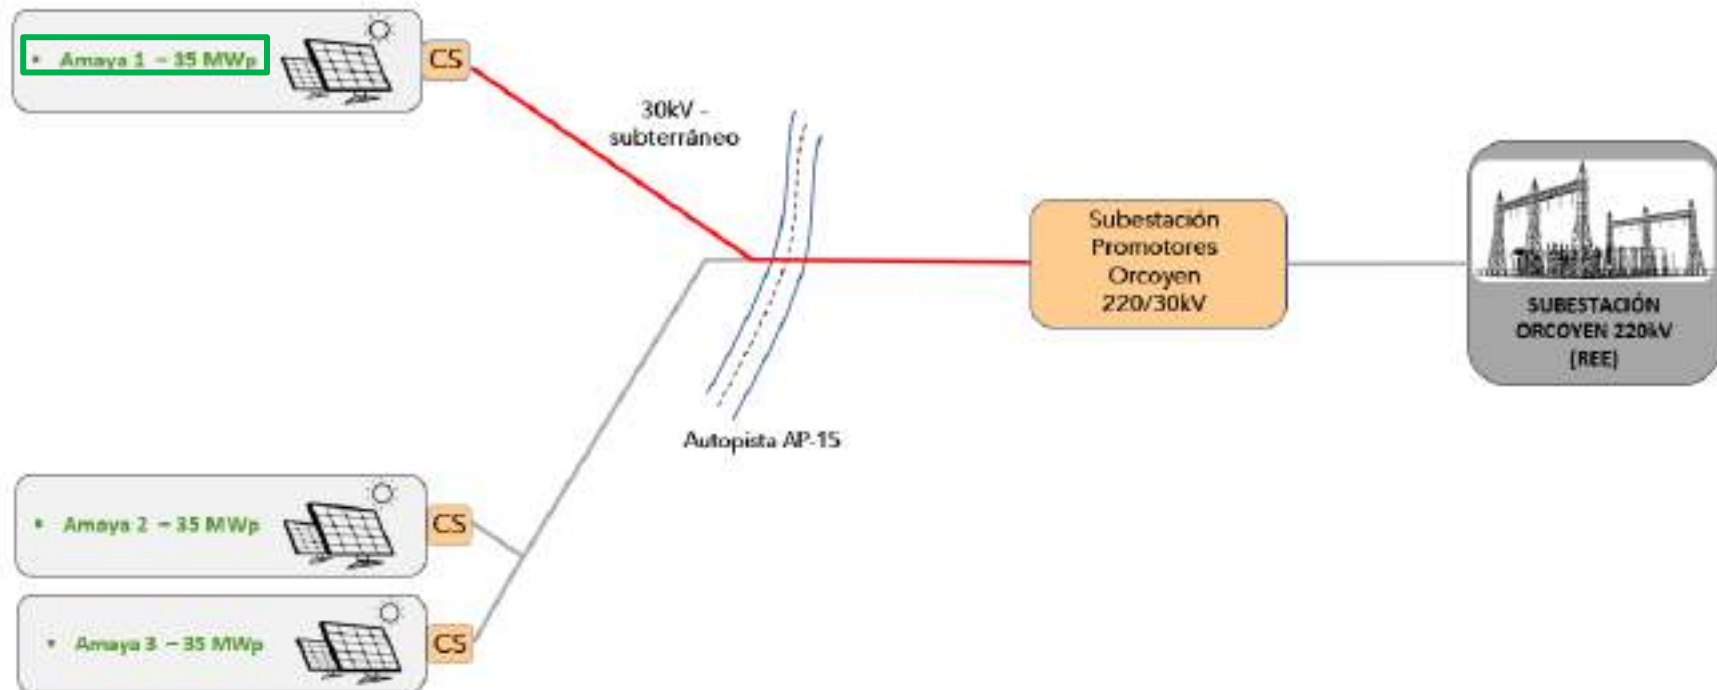 • Amaya 1 – 35 MWp
CS
30kV -
subterráneo
Subestación
Promotores
Orcoyen
220/30kV
SUBESTACIÓN
ORCOYEN 220kV
(REE)
Autopista AP-15
• Amaya 2 – 35 MWp
CS
• Amaya 3 – 35 MWp
CS